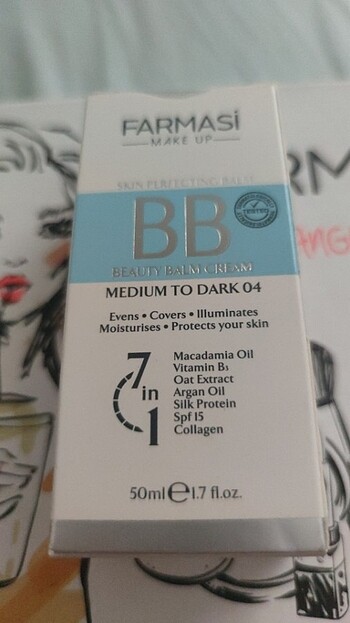 FARMASi
MAKE UP
SKIN PERFECTING BALM
BB
TESTED
BEAUTY BALM CREAM
MEDIUM TO DARK 04
Evens • Covers • Illuminates
Moisturises • Protects your skin
7 in 1
Macadamia Oil
Vitamin B5
Oat Extract
Argan Oil
Silk Protein
Spf 15
Collagen
50ml e 1.7 fl.oz.